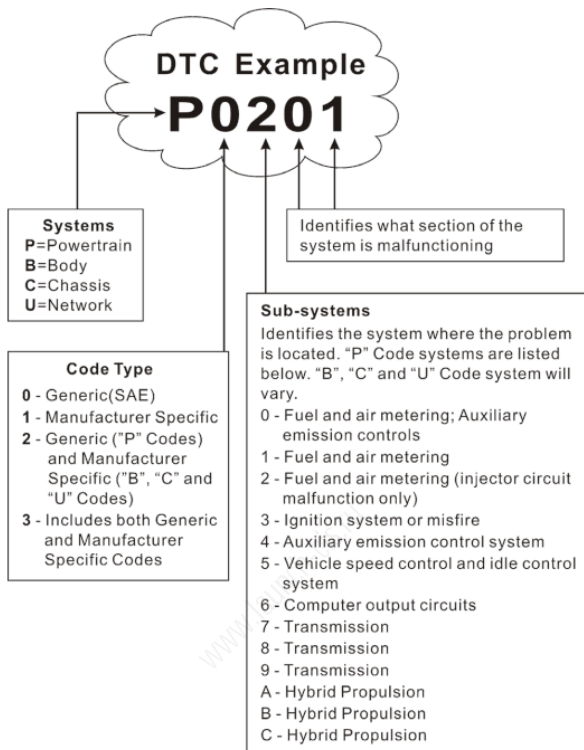 DTC Example
P0201
Systems
P=Powertrain
B=Body
C=Chassis
U=Network
Identifies what section of the
system is malfunctioning
Code Type
0 - Generic(SAE)
1 - Manufacturer Specific
2 - Generic ("P" Codes)
and Manufacturer
Specific ("B", "C" and
"U" Codes)
3 - Includes both Generic
and Manufacturer
Specific Codes
Sub-systems
Identifies the system where the problem
is located. "P" Code systems are listed
below. "B", "C" and "U" Code system will
vary.
0 - Fuel and air metering; Auxiliary
emission controls
1 - Fuel and air metering
2 - Fuel and air metering (injector circuit
malfunction only)
3 - Ignition system or misfire
4 - Auxiliary emission control system
5 - Vehicle speed control and idle control
system
6 - Computer output circuits
7 - Transmission
8 - Transmission
9 - Transmission
A - Hybrid Propulsion
B - Hybrid Propulsion
C - Hybrid Propulsion